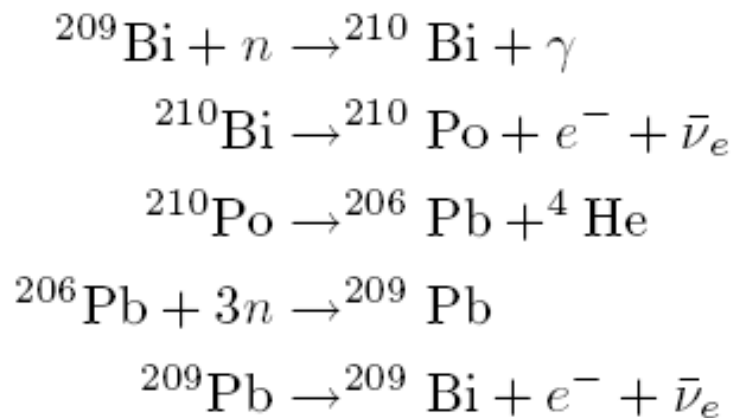 ²⁰⁹Bi + n →²¹⁰ Bi + γ
²¹⁰Bi →²¹⁰ Po + e⁻ + ν̄ₑ
²¹⁰Po →²⁰⁶ Pb +⁴ He
²⁰⁶Pb + 3n →²⁰⁹ Pb
²⁰⁹Pb →²⁰⁹ Bi + e⁻ + ν̄ₑ